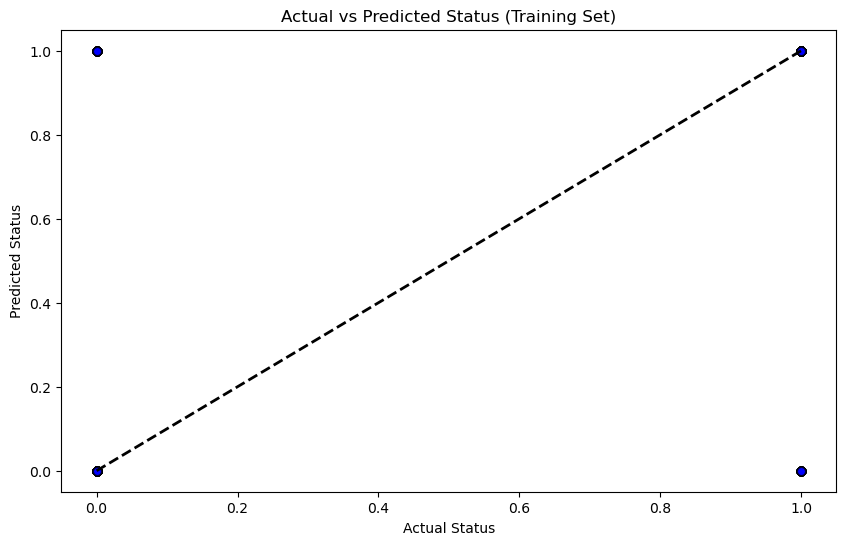 Actual vs Predicted Status (Training Set)
1.0
0.8
0.6
0.4
0.2
0.0
Predicted Status
0.0 0.2 0.4 0.6 0.8 1.0
Actual Status